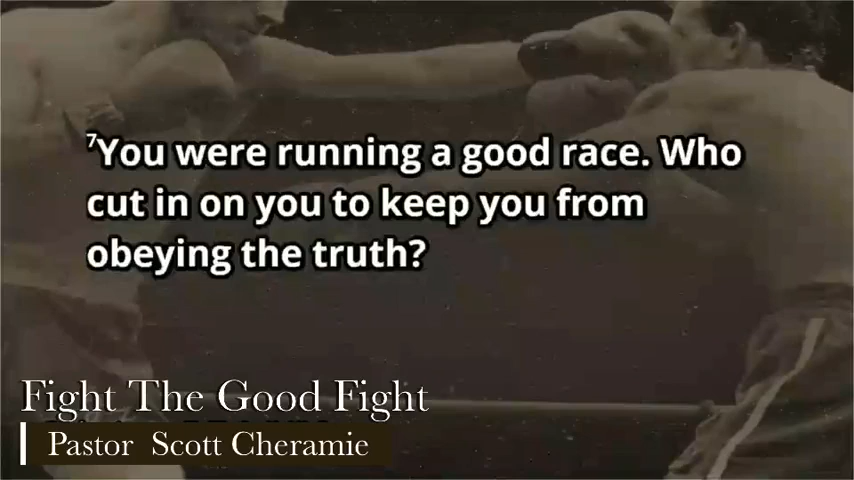 ⁷You were running a good race. Who
cut in on you to keep you from
obeying the truth?
Fight The Good Fight
Pastor Scott Cheramie